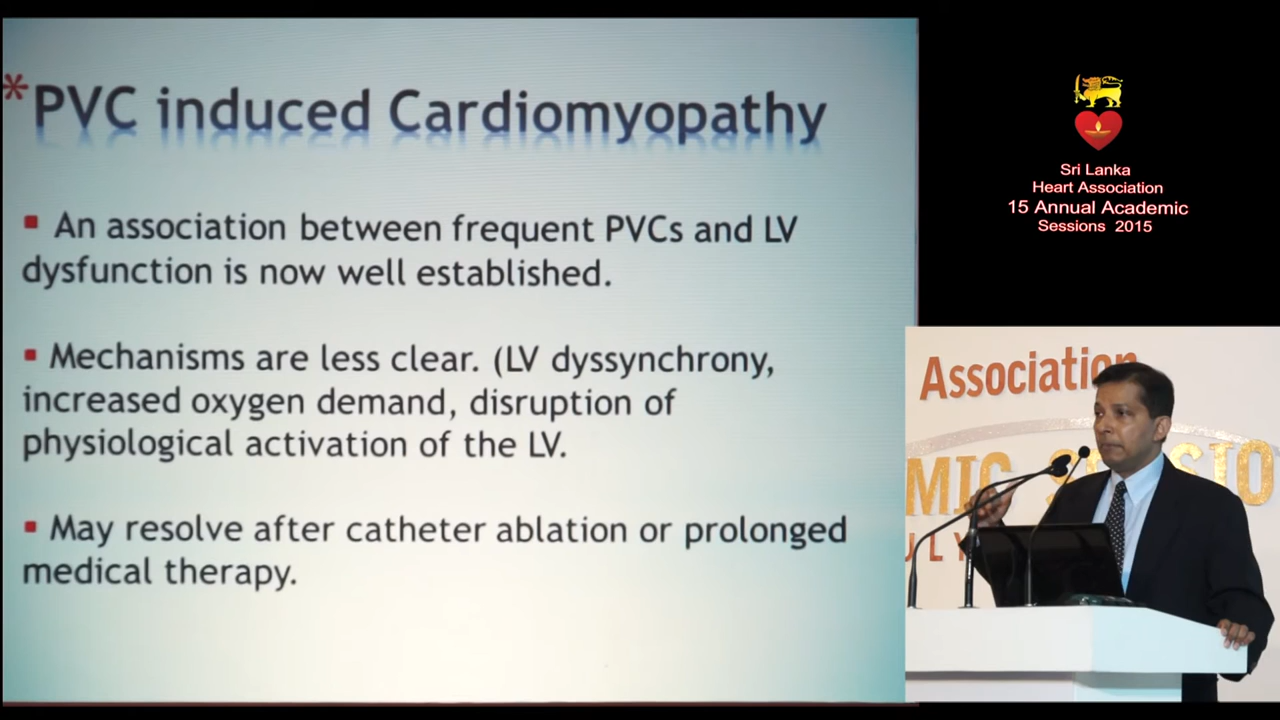 *PVC induced Cardiomyopathy
▪ An association between frequent PVCs and LV
dysfunction is now well established.
▪ Mechanisms are less clear. (LV dyssynchrony,
increased oxygen demand, disruption of
physiological activation of the LV.
▪ May resolve after catheter ablation or prolonged
medical therapy.
Sri Lanka
Heart Association
15 Annual Academic
Sessions 2015
Association